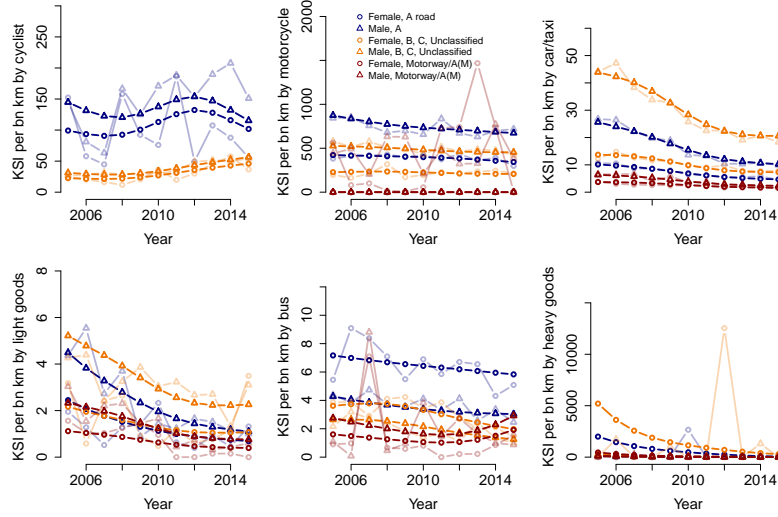 KSI per bn km by cyclist
0
50
150
250
2006
2010
2014
Year
KSI per bn km by motorcycle
0
500
1000
2000
2006
2010
2014
Year
Female, A road
Male, A
Female, B, C, Unclassified
Male, B, C, Unclassified
Female, Motorway/A(M)
Male, Motorway/A(M)
KSI per bn km by car/taxi
0
10
30
50
2006
2010
2014
Year
KSI per bn km by light goods
0
2
4
6
8
2006
2010
2014
Year
KSI per bn km by bus
0
2
4
6
8
10
2006
2010
2014
Year
KSI per bn km by heavy goods
0
5000
10000
2006
2010
2014
Year